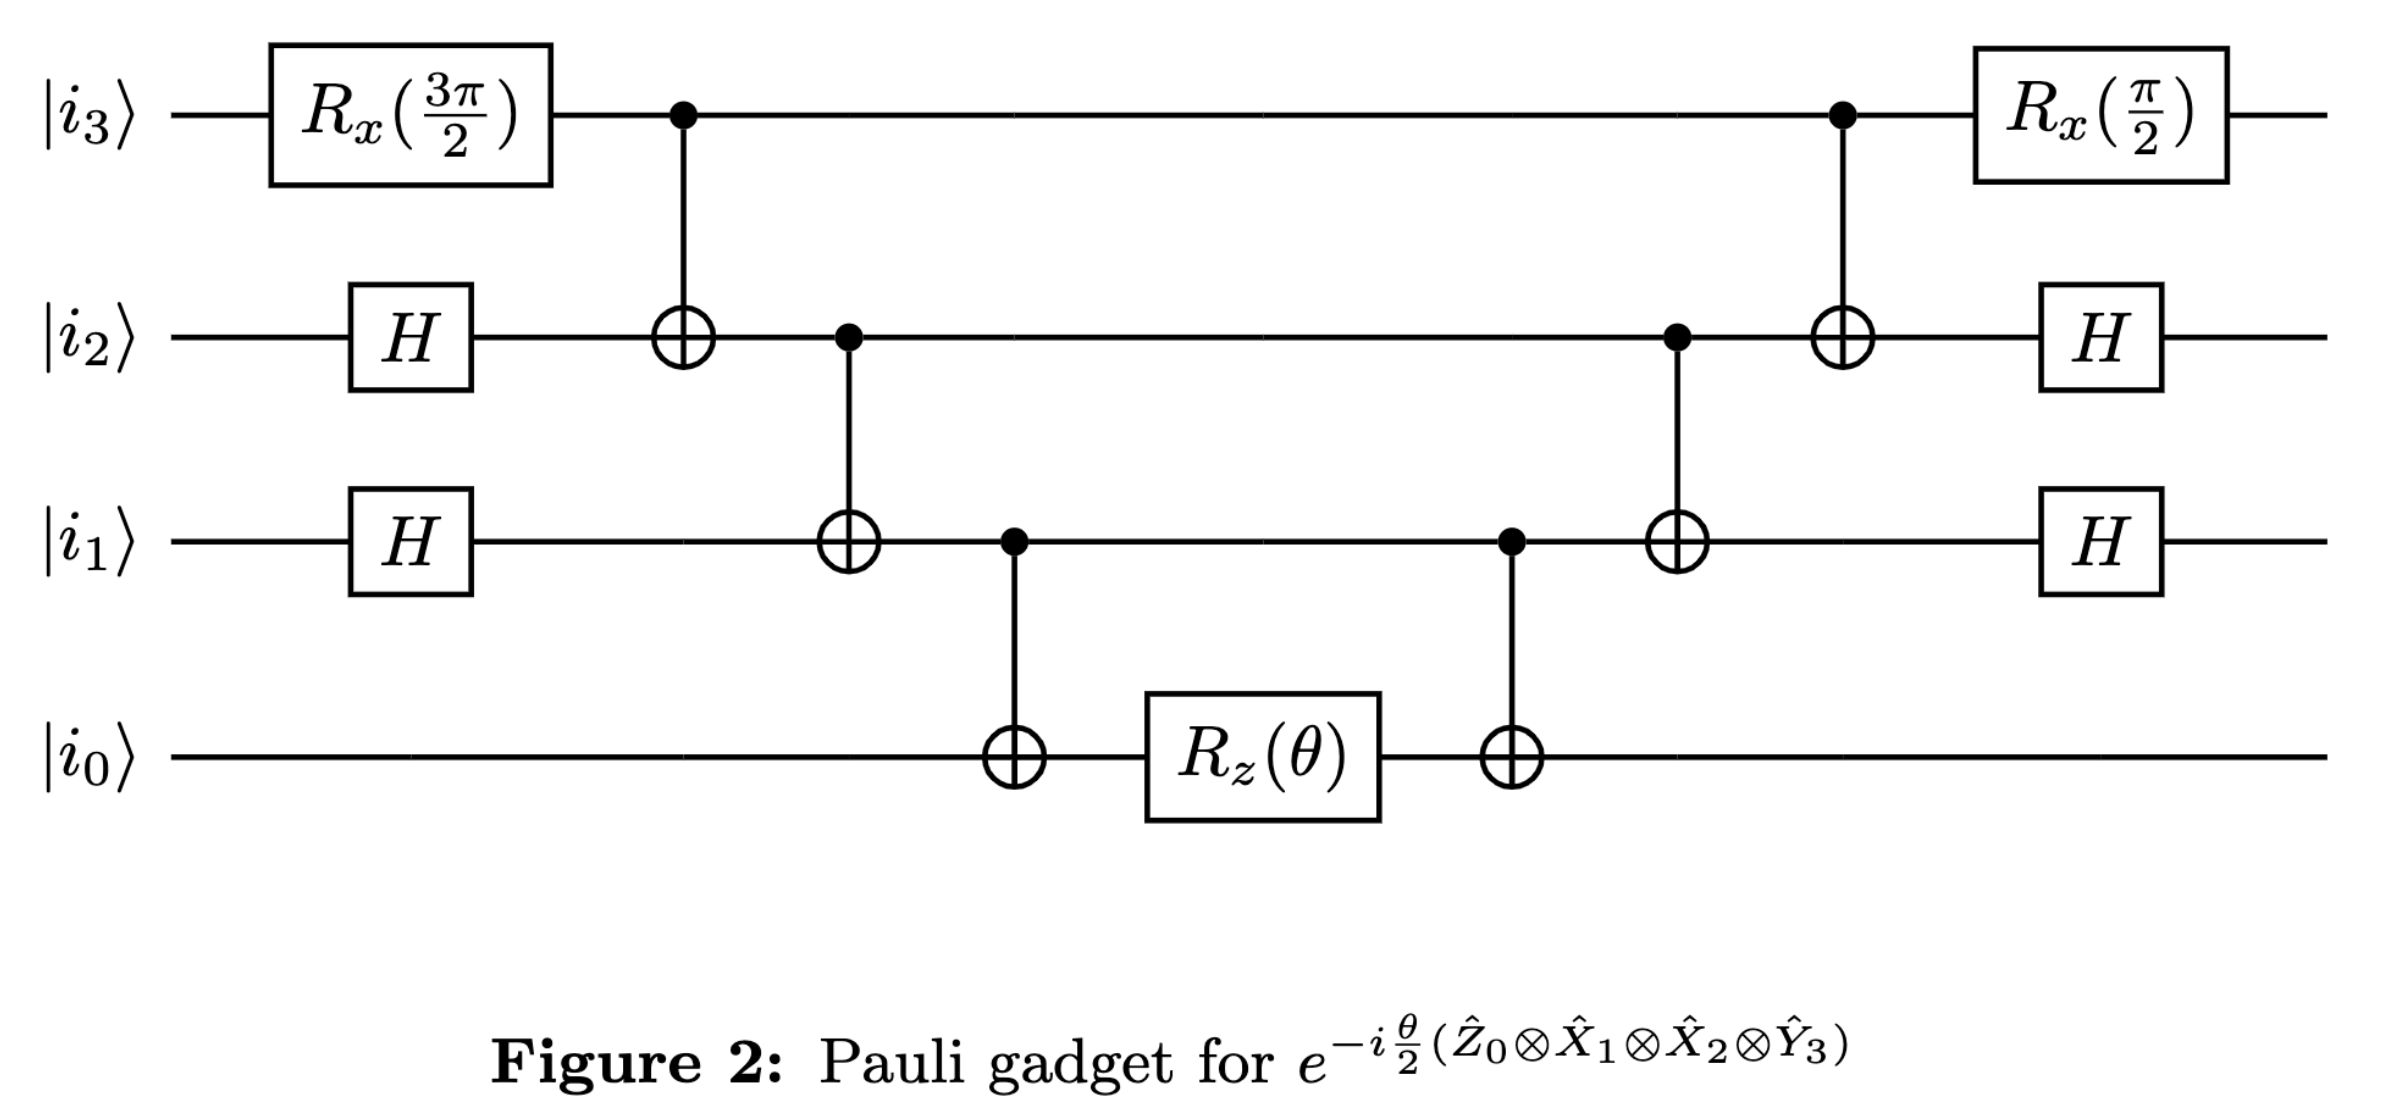 |i₃⟩ Rₓ(3π/2) Rₓ(π/2)
|i₂⟩ H H
|i₁⟩ H H
|i₀⟩ R_z(θ)
Figure 2: Pauli gadget for e^{−i θ/2 (Ẑ₀⊗X̂₁⊗X̂₂⊗Ŷ₃)}